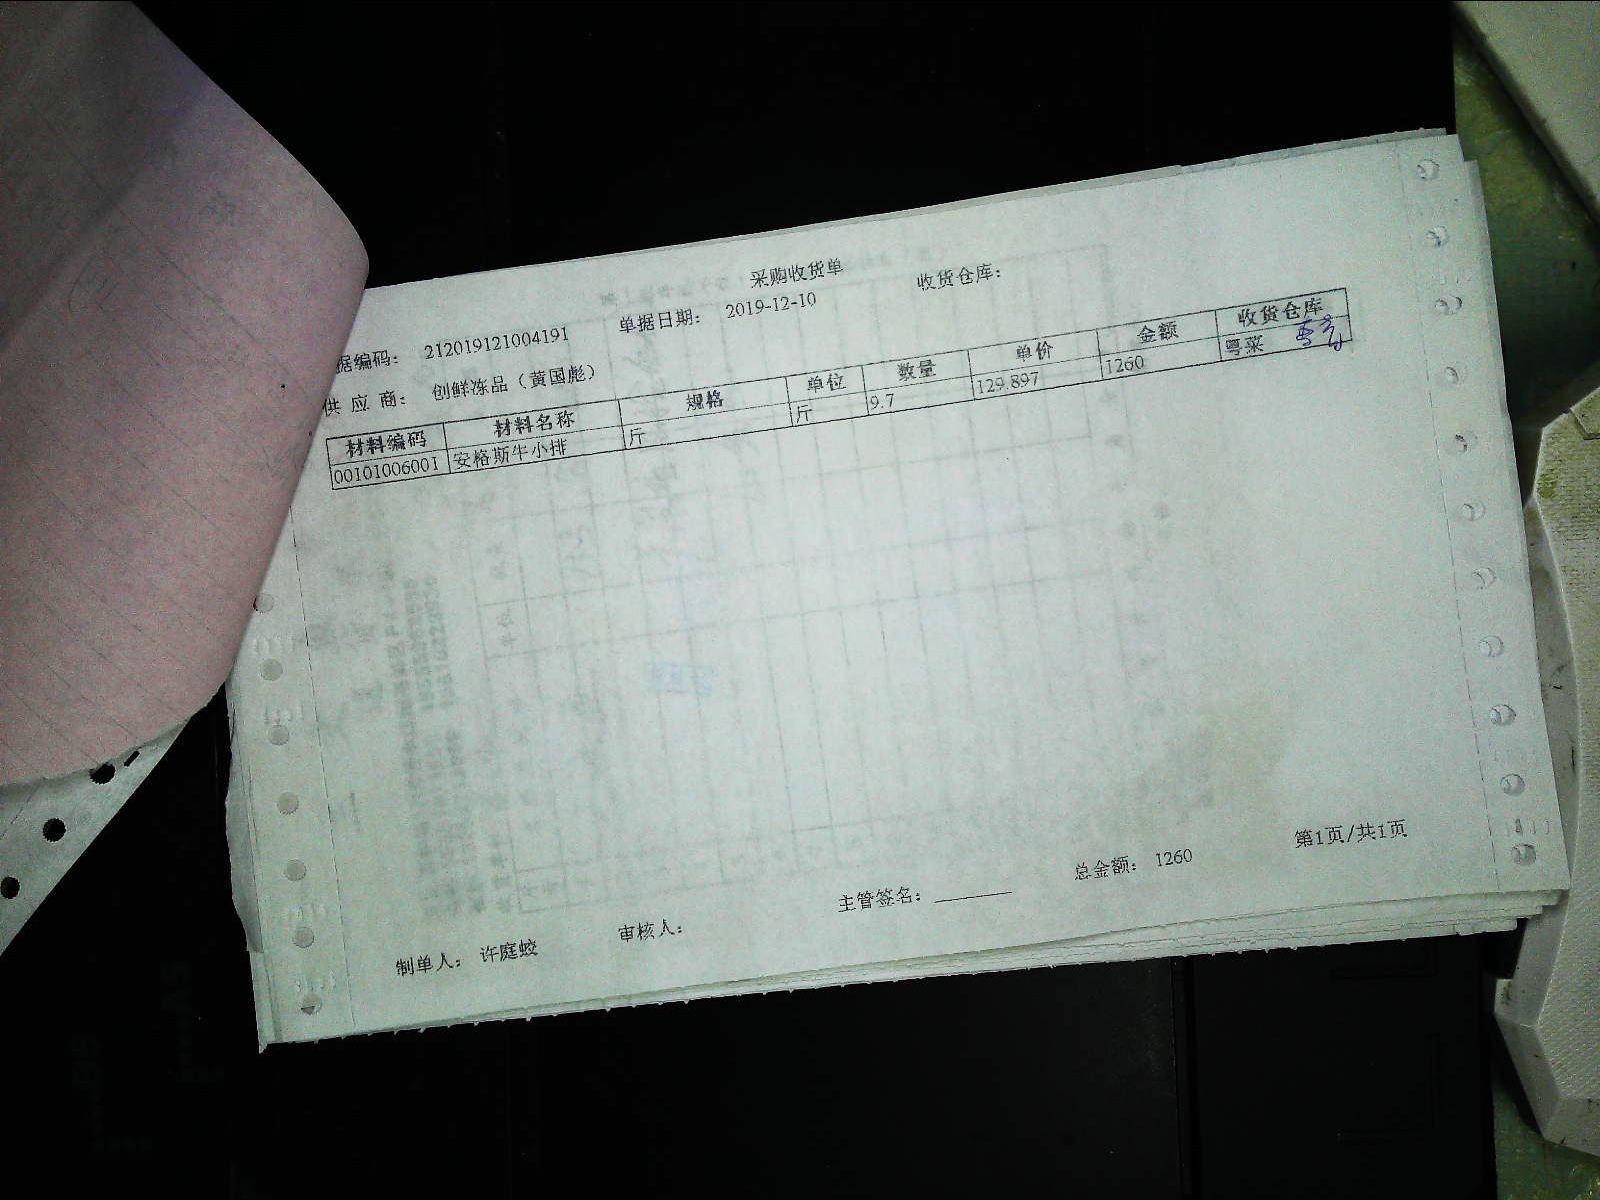 采购收货单
据编码: 212019121004191 单据日期: 2019-12-10 收货仓库:
供应商: 创鲜冻品（黄国彪）
材料编码 材料名称 规格 单位 数量 单价 金额 收货仓库
00101006001 安格斯牛小排 斤 斤 9.7 129.897 1260 粤菜
制单人: 许庭蛟 审核人: 主管签名: 总金额: 1260 第1页/共1页